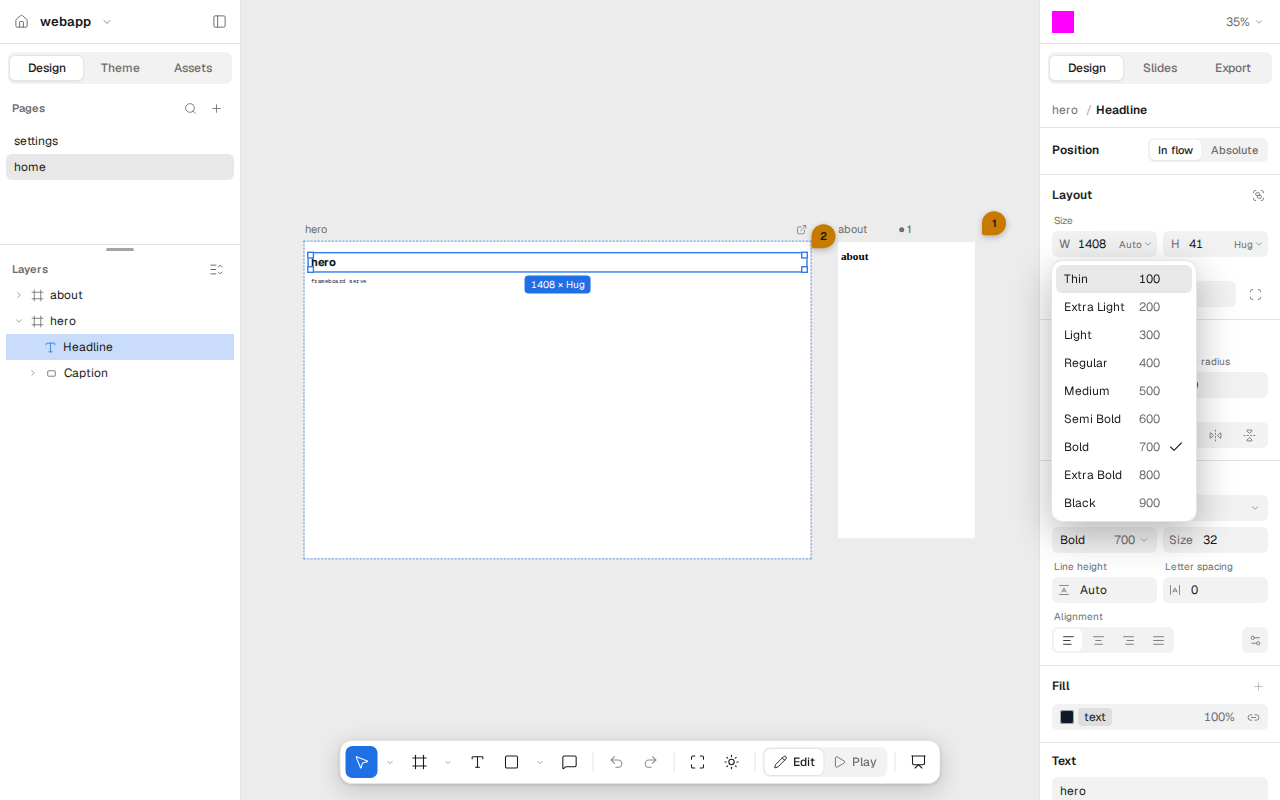 webapp
Design Theme Assets
Pages
settings
home
Layers
about
hero
Headline
Caption
hero
2
about
1
1
hero
frameboard serve
1408 × Hug
about
Edit
Play
35%
Design Slides Export
hero / Headline
Position
In flow Absolute
Layout
Size
W 1408 Auto
H 41 Hug
Thin 100
Extra Light 200
Light 300
radius
Regular 400
Medium 500
Semi Bold 600
Bold 700
Extra Bold 800
Black 900
Bold 700
Size 32
Line height Letter spacing
Auto
0
Alignment
Fill
text 100%
Text
hero